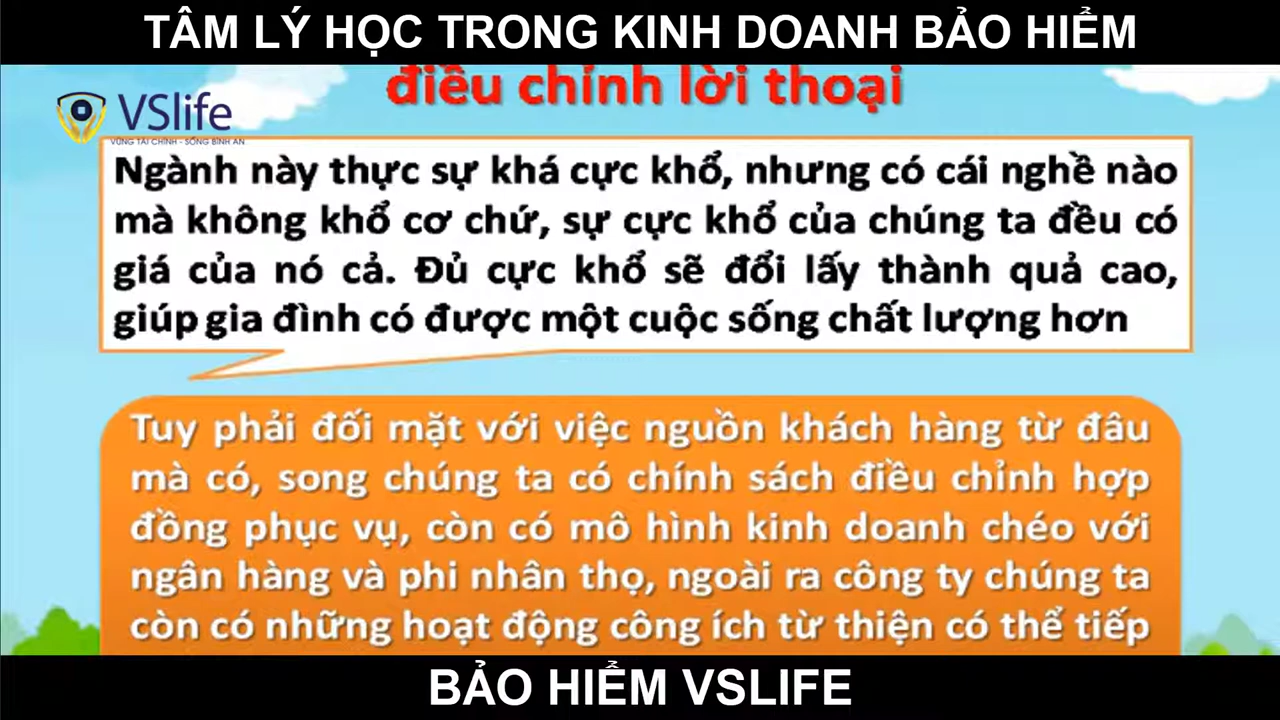 TÂM LÝ HỌC TRONG KINH DOANH BẢO HIỂM
điều chỉnh lời thoại
VSlife
VỮNG TÀI CHÍNH - SỐNG BÌNH AN
Ngành này thực sự khá cực khổ, nhưng có cái nghề nào
mà không khổ cơ chứ, sự cực khổ của chúng ta đều có
giá của nó cả. Đủ cực khổ sẽ đổi lấy thành quả cao,
giúp gia đình có được một cuộc sống chất lượng hơn
Tuy phải đối mặt với việc nguồn khách hàng từ đâu
mà có, song chúng ta có chính sách điều chỉnh hợp
đồng phục vụ, còn có mô hình kinh doanh chéo với
ngân hàng và phi nhân thọ, ngoài ra công ty chúng ta
còn có những hoạt động công ích từ thiện có thể tiếp
BẢO HIỂM VSLIFE